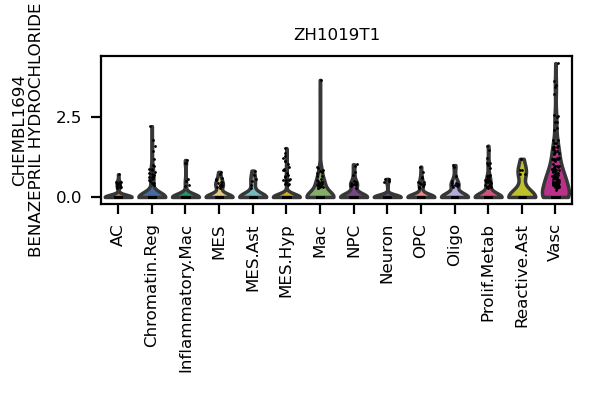 ZH1019T1
CHEMBL1694
BENAZEPRIL HYDROCHLORIDE
2.5
0.0
AC
Chromatin.Reg
Inflammatory.Mac
MES
MES.Ast
MES.Hyp
Mac
NPC
Neuron
OPC
Oligo
Prolif.Metab
Reactive.Ast
Vasc